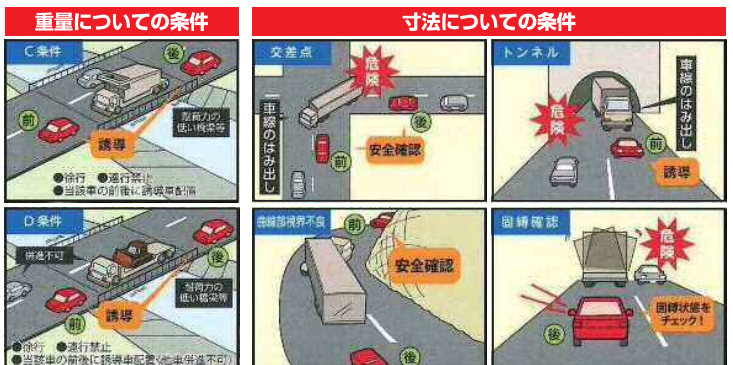 重量についての条件
寸法についての条件
C条件
後
前
誘導
耐荷力の
低い橋梁等
●徐行 ●連行禁止
●当該車の前後に誘導車配置
交差点
危険
車線のはみ出し
後
前
安全確認
トンネル
車線のはみ出し
危険
前
誘導
D条件
併進不可
後
誘導
耐荷力の
低い橋梁等
前
●徐行 ●連行禁止
●当該車の前後に誘導車配置(他車併進不可)
曲線部視界不良
前
安全確認
後
固縛確認
危険
固縛状態を
チェック！
後